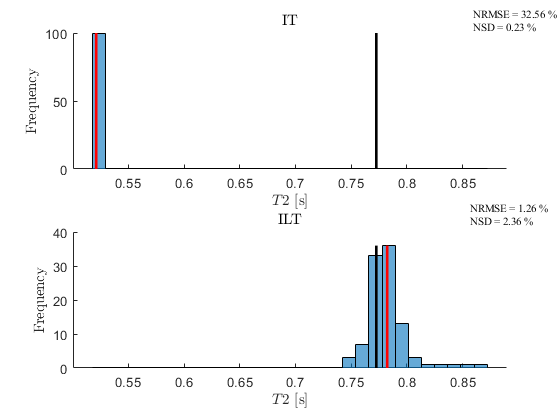 IT
NRMSE = 32.56 %
NSD = 0.23 %
100
50
0
Frequency
0.55 0.6 0.65 0.7 0.75 0.8 0.85
T2 [s]
ILT
NRMSE = 1.26 %
NSD = 2.36 %
40
30
20
10
0
Frequency
0.55 0.6 0.65 0.7 0.75 0.8 0.85
T2 [s]